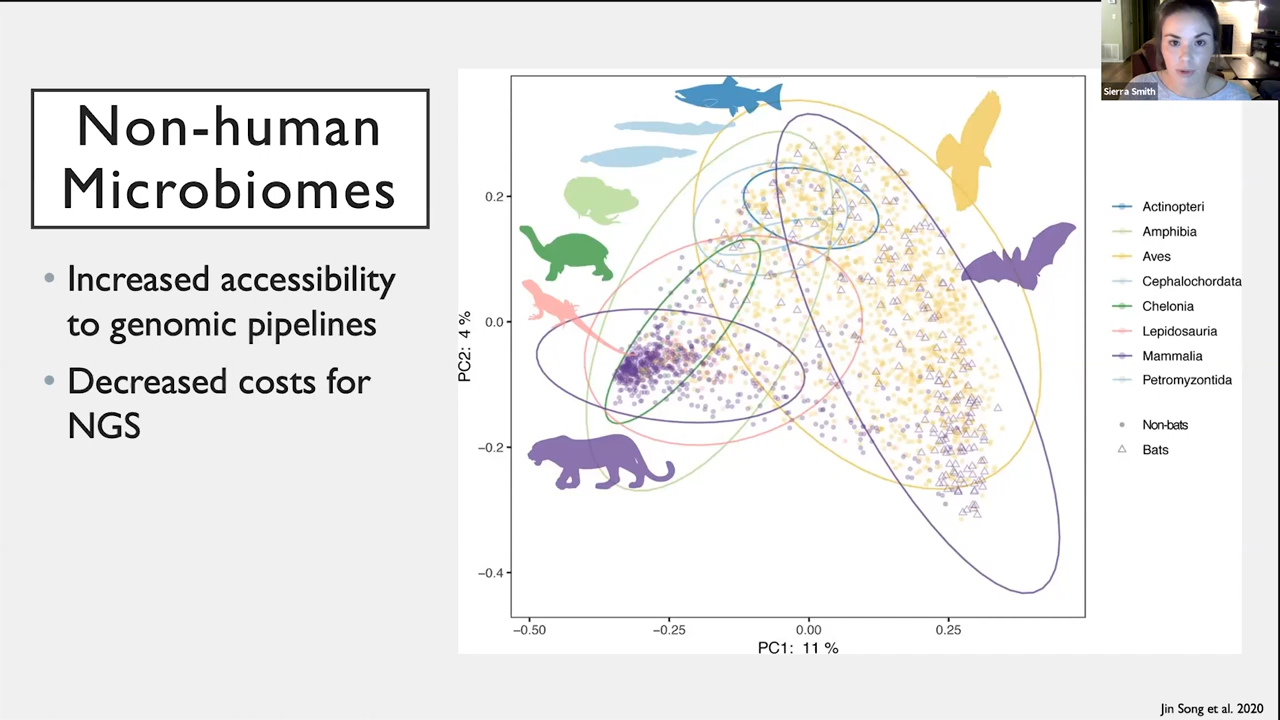 Non-human
Microbiomes
• Increased accessibility
to genomic pipelines
• Decreased costs for
NGS
Sierra Smith
0.2
0.0
−0.2
−0.4
PC2: 4 %
−0.50
−0.25
0.00
0.25
PC1: 11 %
Actinopteri
Amphibia
Aves
Cephalochordata
Chelonia
Lepidosauria
Mammalia
Petromyzontida
Non-bats
Bats
Jin Song et al. 2020